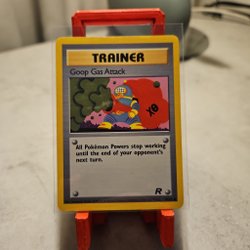 TRAINER
Goop Gas Attack
All Pokémon Powers stop working
until the end of your opponent's
next turn.
R